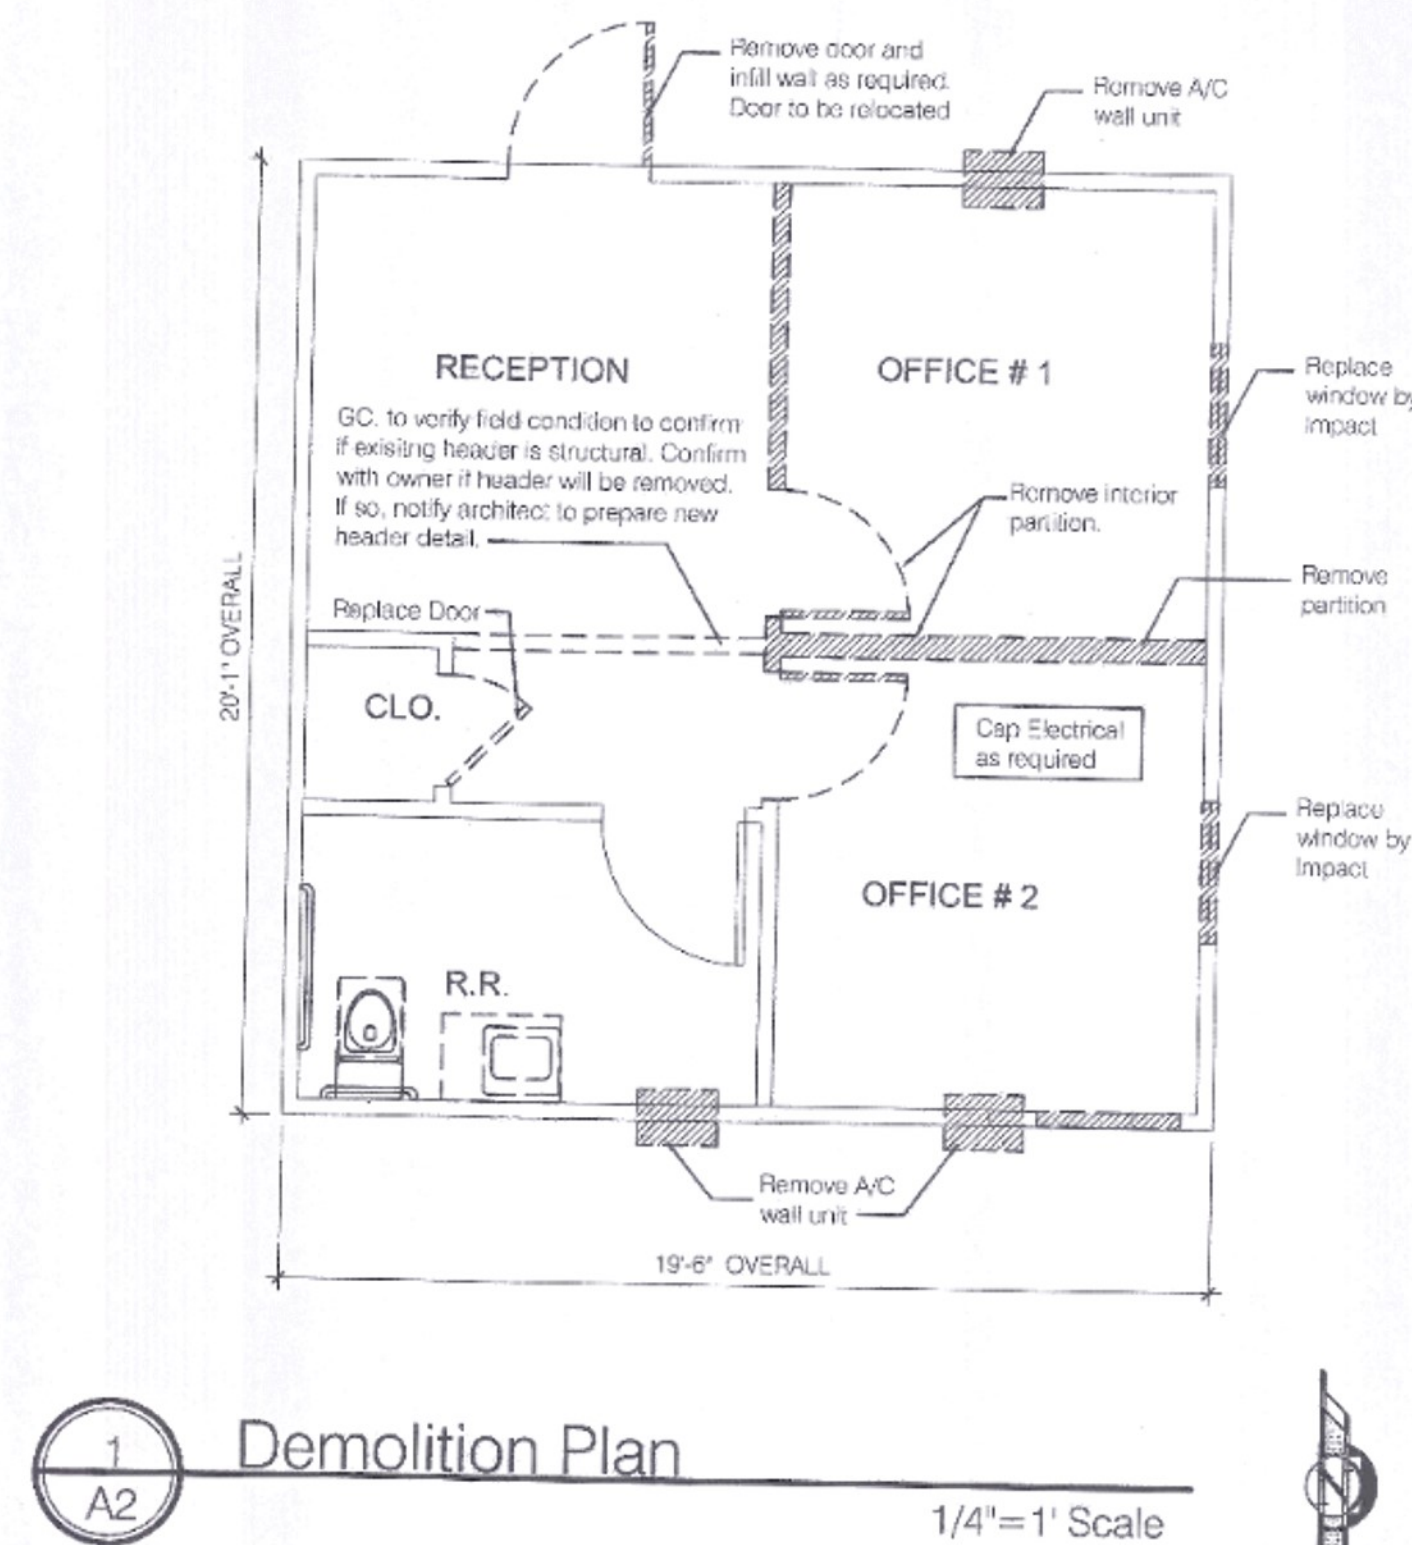 Remove door and
infill wall as required.
Door to be relocated
Remove A/C
wall unit
RECEPTION
GC. to verify field condition to confirm
if exisitng header is structural. Confirm
with owner if header will be removed.
If so, notify architect to prepare new
header detail.
OFFICE # 1
Replace
window by
Impact
Remove interior
partition.
Remove
partition
Replace Door
20'-1" OVERALL
CLO.
Cap Electrical
as required
Replace
window by
Impact
OFFICE # 2
R.R.
Remove A/C
wall unit
19'-6" OVERALL
1
A2
Demolition Plan
1/4"=1' Scale
N